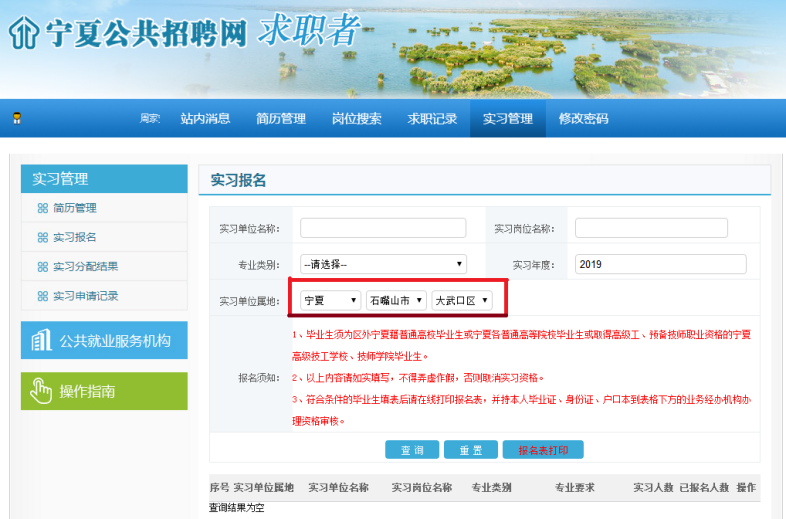 宁夏公共招聘网 求职者
周家: 站内消息 简历管理 岗位搜索 求职记录 实习管理 修改密码
实习管理
简历管理
实习报名
实习分配结果
实习申请记录
公共就业服务机构
操作指南
实习报名
实习单位名称: 实习岗位名称:
专业类别: --请选择-- 实习年度: 2019
实习单位属地: 宁夏 石嘴山市 大武口区
报名须知:
1、毕业生须为区外宁夏籍普通高校毕业生或宁夏各普通高等院校毕业生或取得高级工、预备技师职业资格的宁夏
高级技工学校、技师学院毕业生。
2、以上内容请如实填写，不得弄虚作假，否则取消实习资格。
3、符合条件的毕业生填表后请在线打印报名表，并持本人毕业证、身份证、户口本到表格下方的业务经办机构办
理资格审核。
查 询 重 置 报名表打印
序号 实习单位属地 实习单位名称 实习岗位名称 专业类别 专业要求 实习人数 已报名人数 操作
查询结果为空